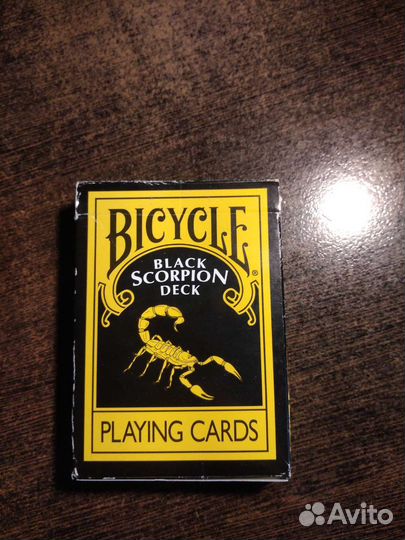 BICYCLE®
BLACK
SCORPION
DECK
PLAYING CARDS
Avito